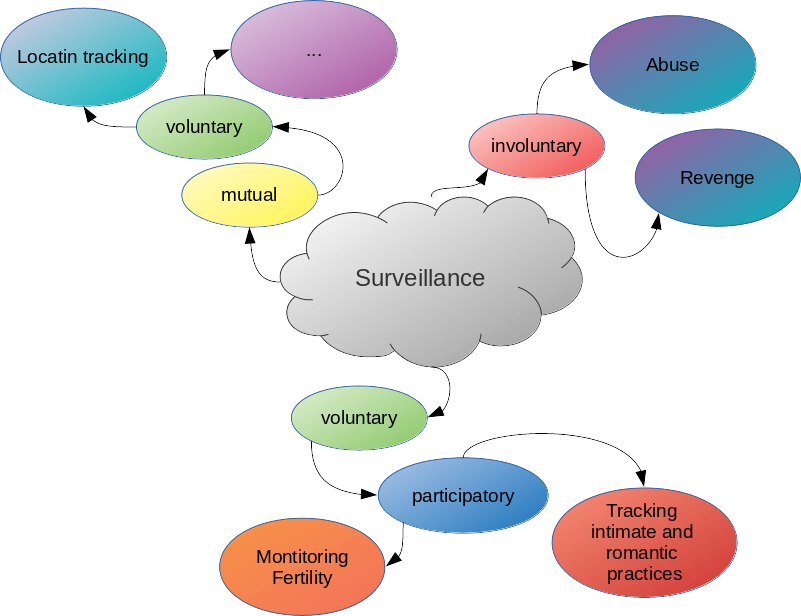 Locatin tracking
...
voluntary
mutual
Abuse
involuntary
Revenge
Surveillance
voluntary
participatory
Montitoring
Fertility
Tracking
intimate and
romantic
practices